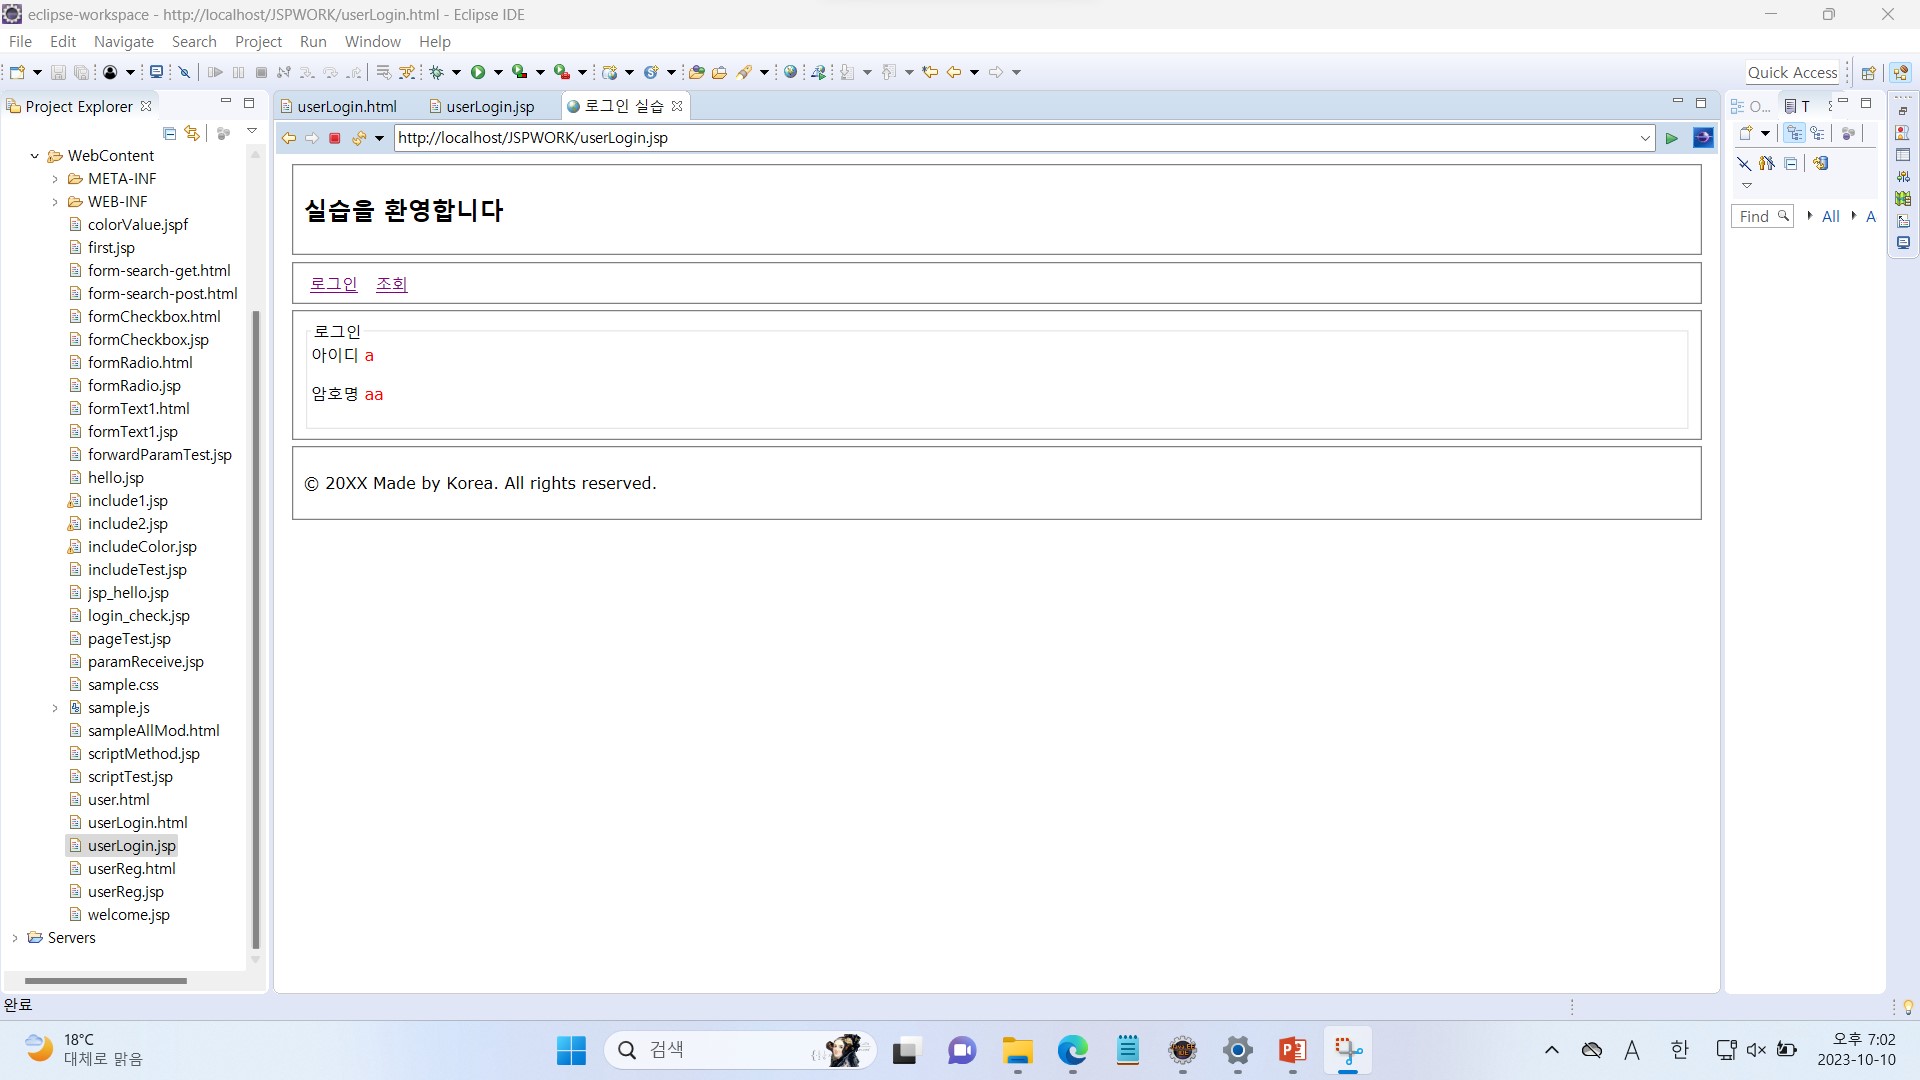 eclipse-workspace - http://localhost/JSPWORK/userLogin.html - Eclipse IDE
File Edit Navigate Search Project Run Window Help
Quick Access
Project Explorer
WebContent
META-INF
WEB-INF
colorValue.jspf
first.jsp
form-search-get.html
form-search-post.html
formCheckbox.html
formCheckbox.jsp
formRadio.html
formRadio.jsp
formText1.html
formText1.jsp
forwardParamTest.jsp
hello.jsp
include1.jsp
include2.jsp
includeColor.jsp
includeTest.jsp
jsp_hello.jsp
login_check.jsp
pageTest.jsp
paramReceive.jsp
sample.css
sample.js
sampleAllMod.html
scriptMethod.jsp
scriptTest.jsp
user.html
userLogin.html
userLogin.jsp
userReg.html
userReg.jsp
welcome.jsp
Servers
userLogin.html userLogin.jsp 로그인 실습
http://localhost/JSPWORK/userLogin.jsp
실습을 환영합니다
로그인 조회
로그인
아이디 a
암호명 aa
© 20XX Made by Korea. All rights reserved.
O... T
Find All A
완료
18°C
대체로 맑음
검색
A 한
오후 7:02
2023-10-10